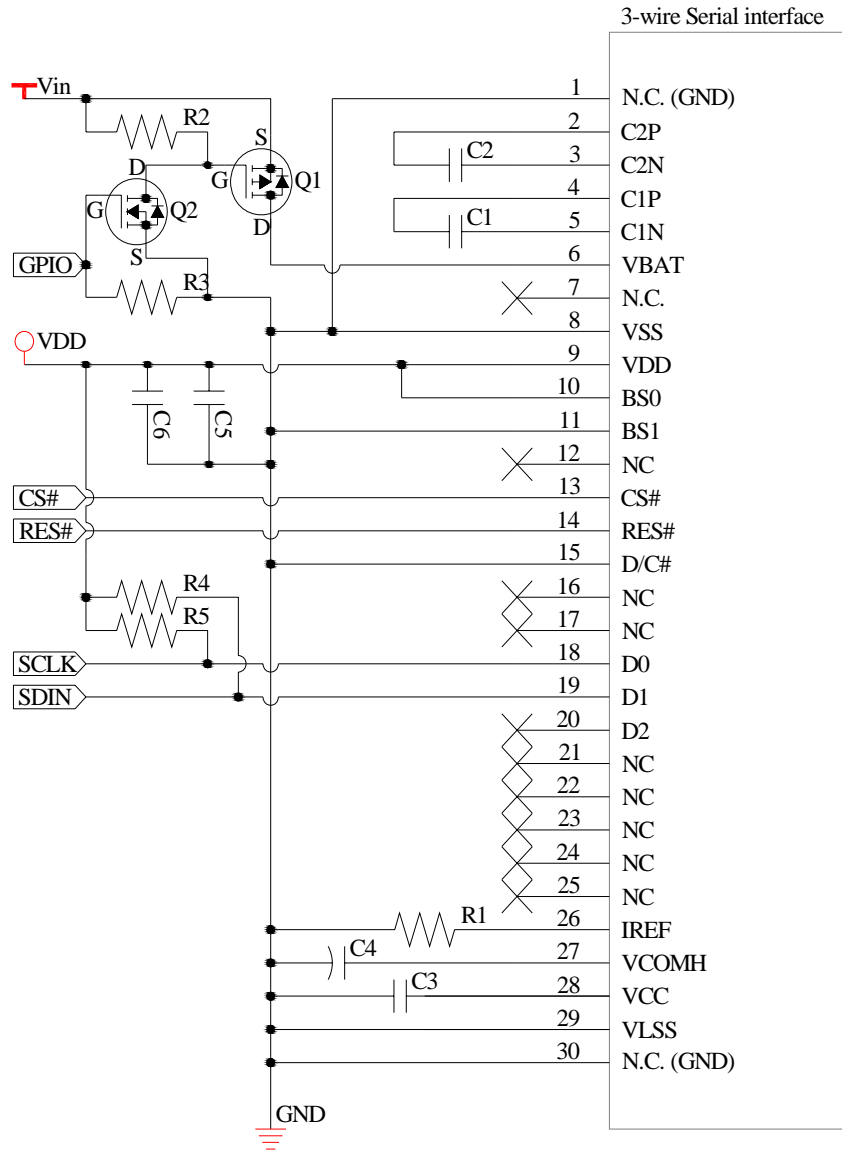 3-wire Serial interface
Vin
R2
S
D
G
Q1
G
Q2
D
S
GPIO
R3
VDD
C6
C5
CS#
RES#
R4
R5
SCLK
SDIN
C2
C1
R1
C4
C3
GND
1 N.C. (GND)
2 C2P
3 C2N
4 C1P
5 C1N
6 VBAT
7 N.C.
8 VSS
9 VDD
10 BS0
11 BS1
12 NC
13 CS#
14 RES#
15 D/C#
16 NC
17 NC
18 D0
19 D1
20 D2
21 NC
22 NC
23 NC
24 NC
25 NC
26 IREF
27 VCOMH
28 VCC
29 VLSS
30 N.C. (GND)